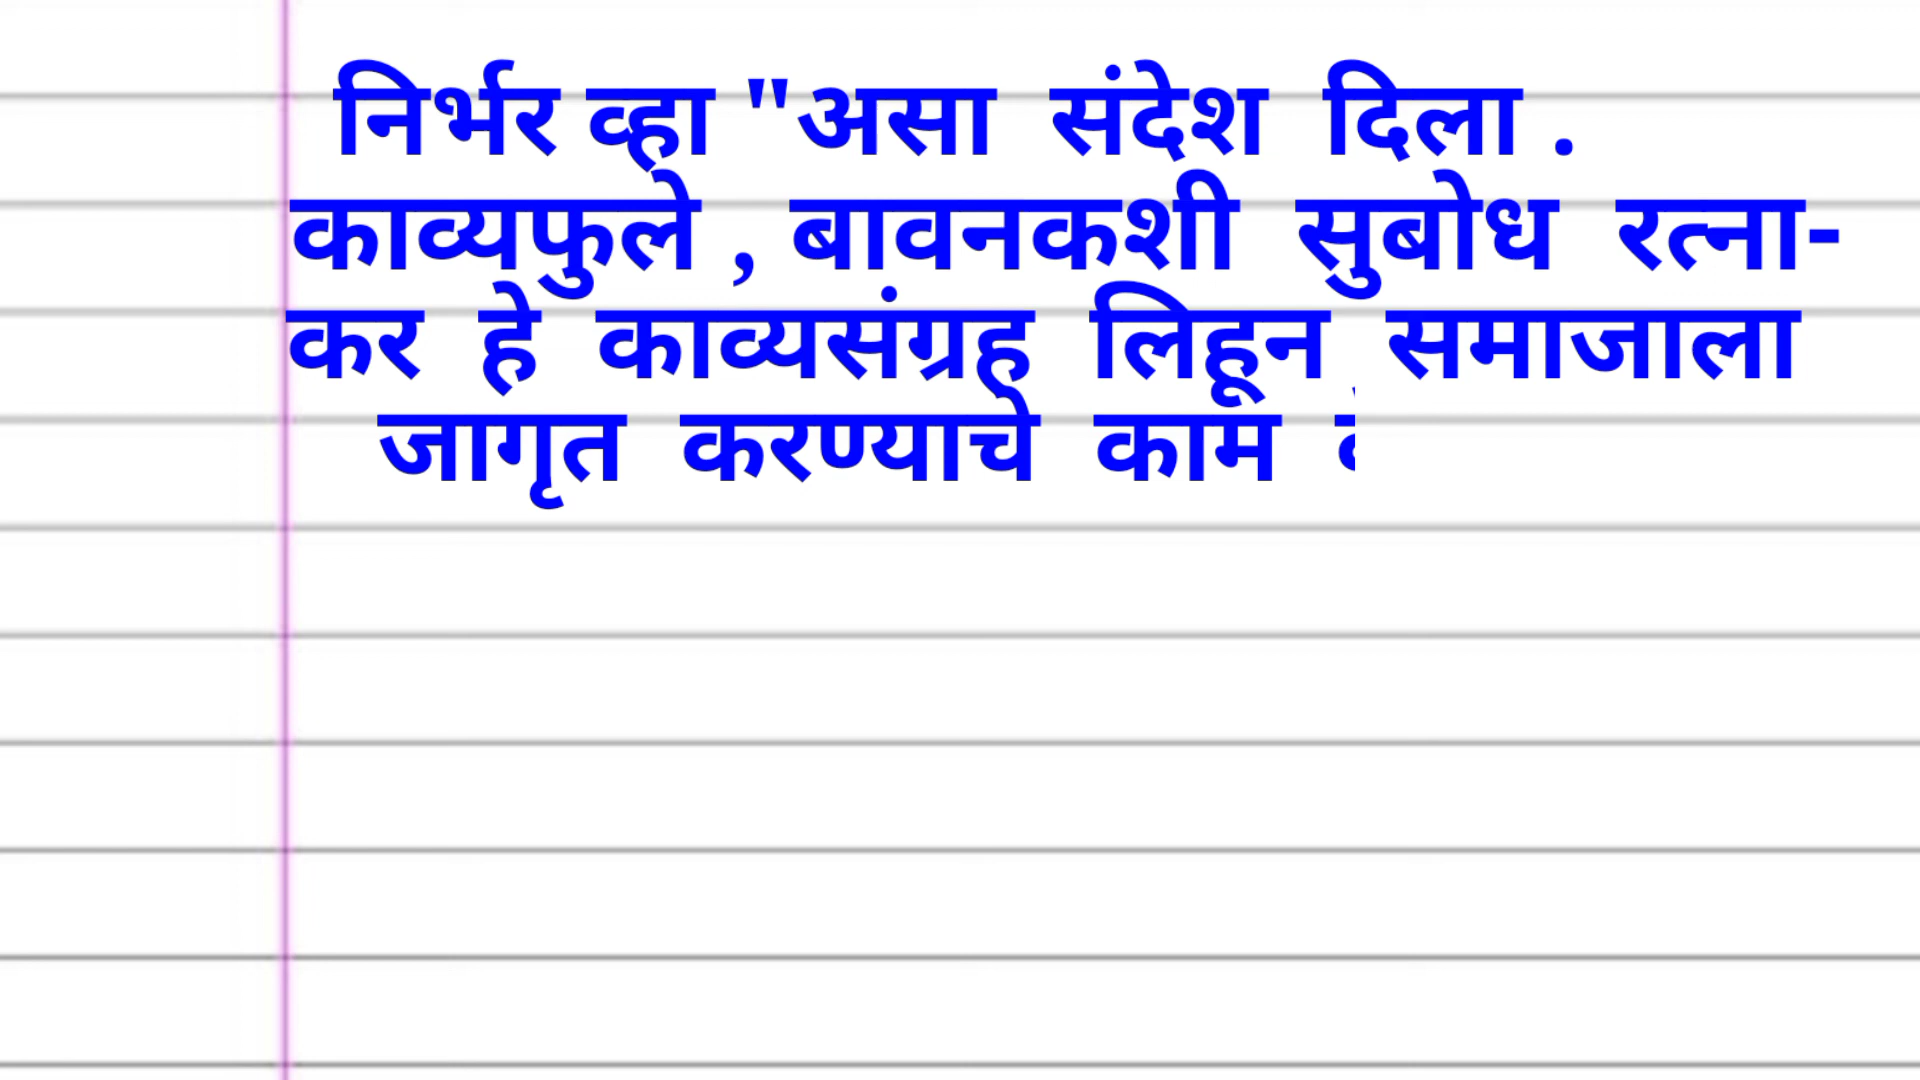 निर्भर व्हा "असा संदेश दिला .
काव्यफुले , बावनकशी सुबोध रत्ना-
कर हे काव्यसंग्रह लिहून समाजाला
जागृत करण्याचे काम